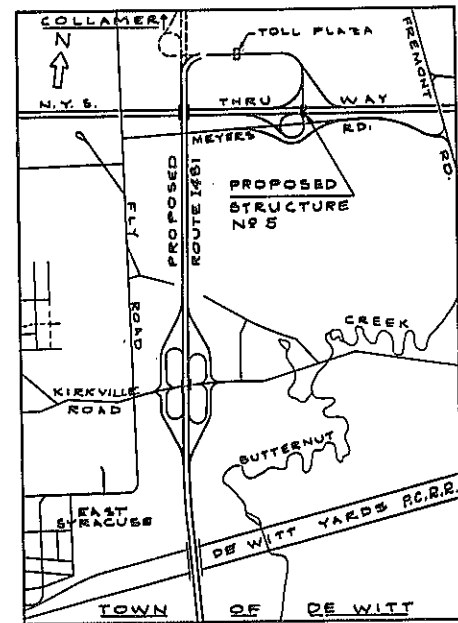 COLLAMER
N
TOLL PLAZA
FREMONT
RD.
N.Y.S. THRU WAY
MEYERS RD.
PROPOSED
ROUTE I481
PROPOSED
STRUCTURE
Nº 5
FLY
ROAD
CREEK
KIRKVILLE
ROAD
BUTTERNUT
EAST
SYRACUSE
DE WITT YARDS P.C.R.R.
TOWN OF DE WITT